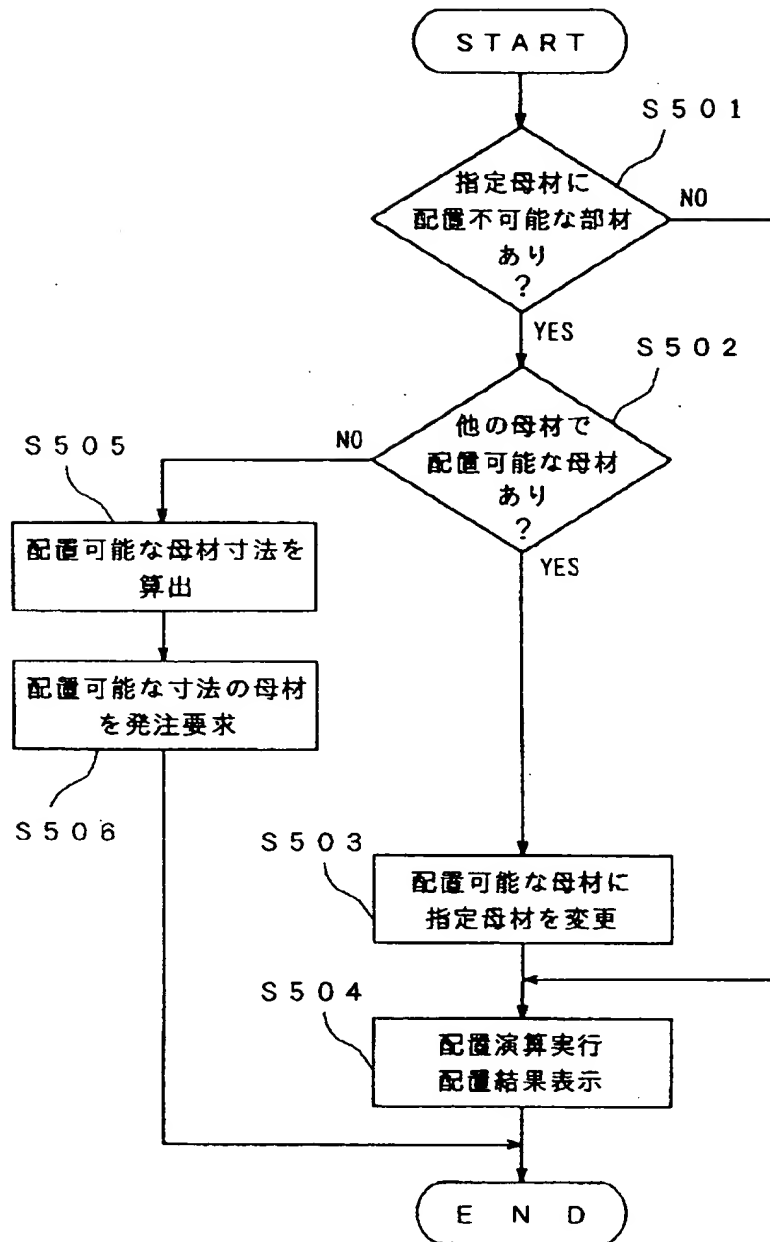 START
S501
指定母材に
配置不可能な部材
あり
?
NO
YES
S502
他の母材で
配置可能な母材
あり
?
NO
YES
S505
配置可能な母材寸法を
算出
配置可能な寸法の母材
を発注要求
S506
S503
配置可能な母材に
指定母材を変更
S504
配置演算実行
配置結果表示
END